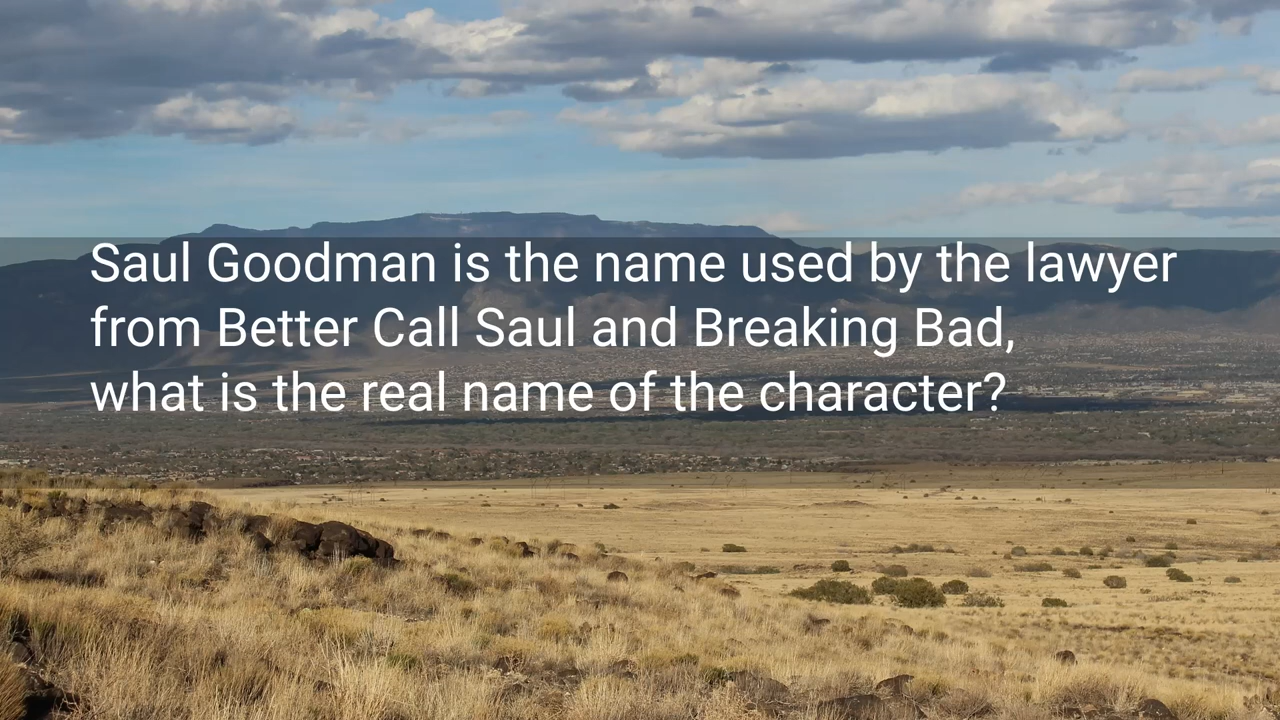 Saul Goodman is the name used by the lawyer
from Better Call Saul and Breaking Bad,
what is the real name of the character?